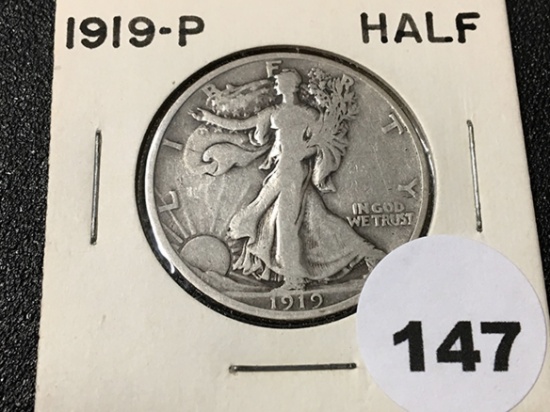 1919-P HALF
LIBERTY
IN GOD
WE TRUST
1919
147